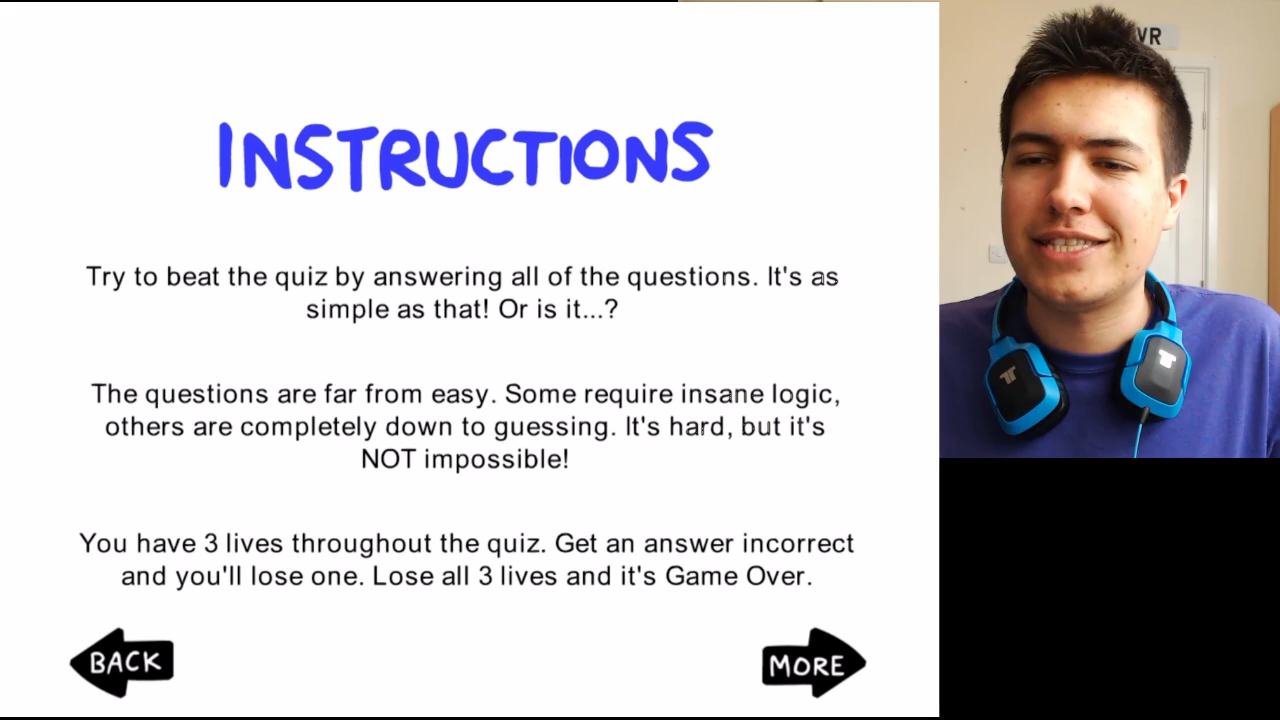 INSTRUCTIONS
Try to beat the quiz by answering all of the questions. It's as
simple as that! Or is it...?
The questions are far from easy. Some require insane logic,
others are completely down to guessing. It's hard, but it's
NOT impossible!
You have 3 lives throughout the quiz. Get an answer incorrect
and you'll lose one. Lose all 3 lives and it's Game Over.
BACK
MORE
VR